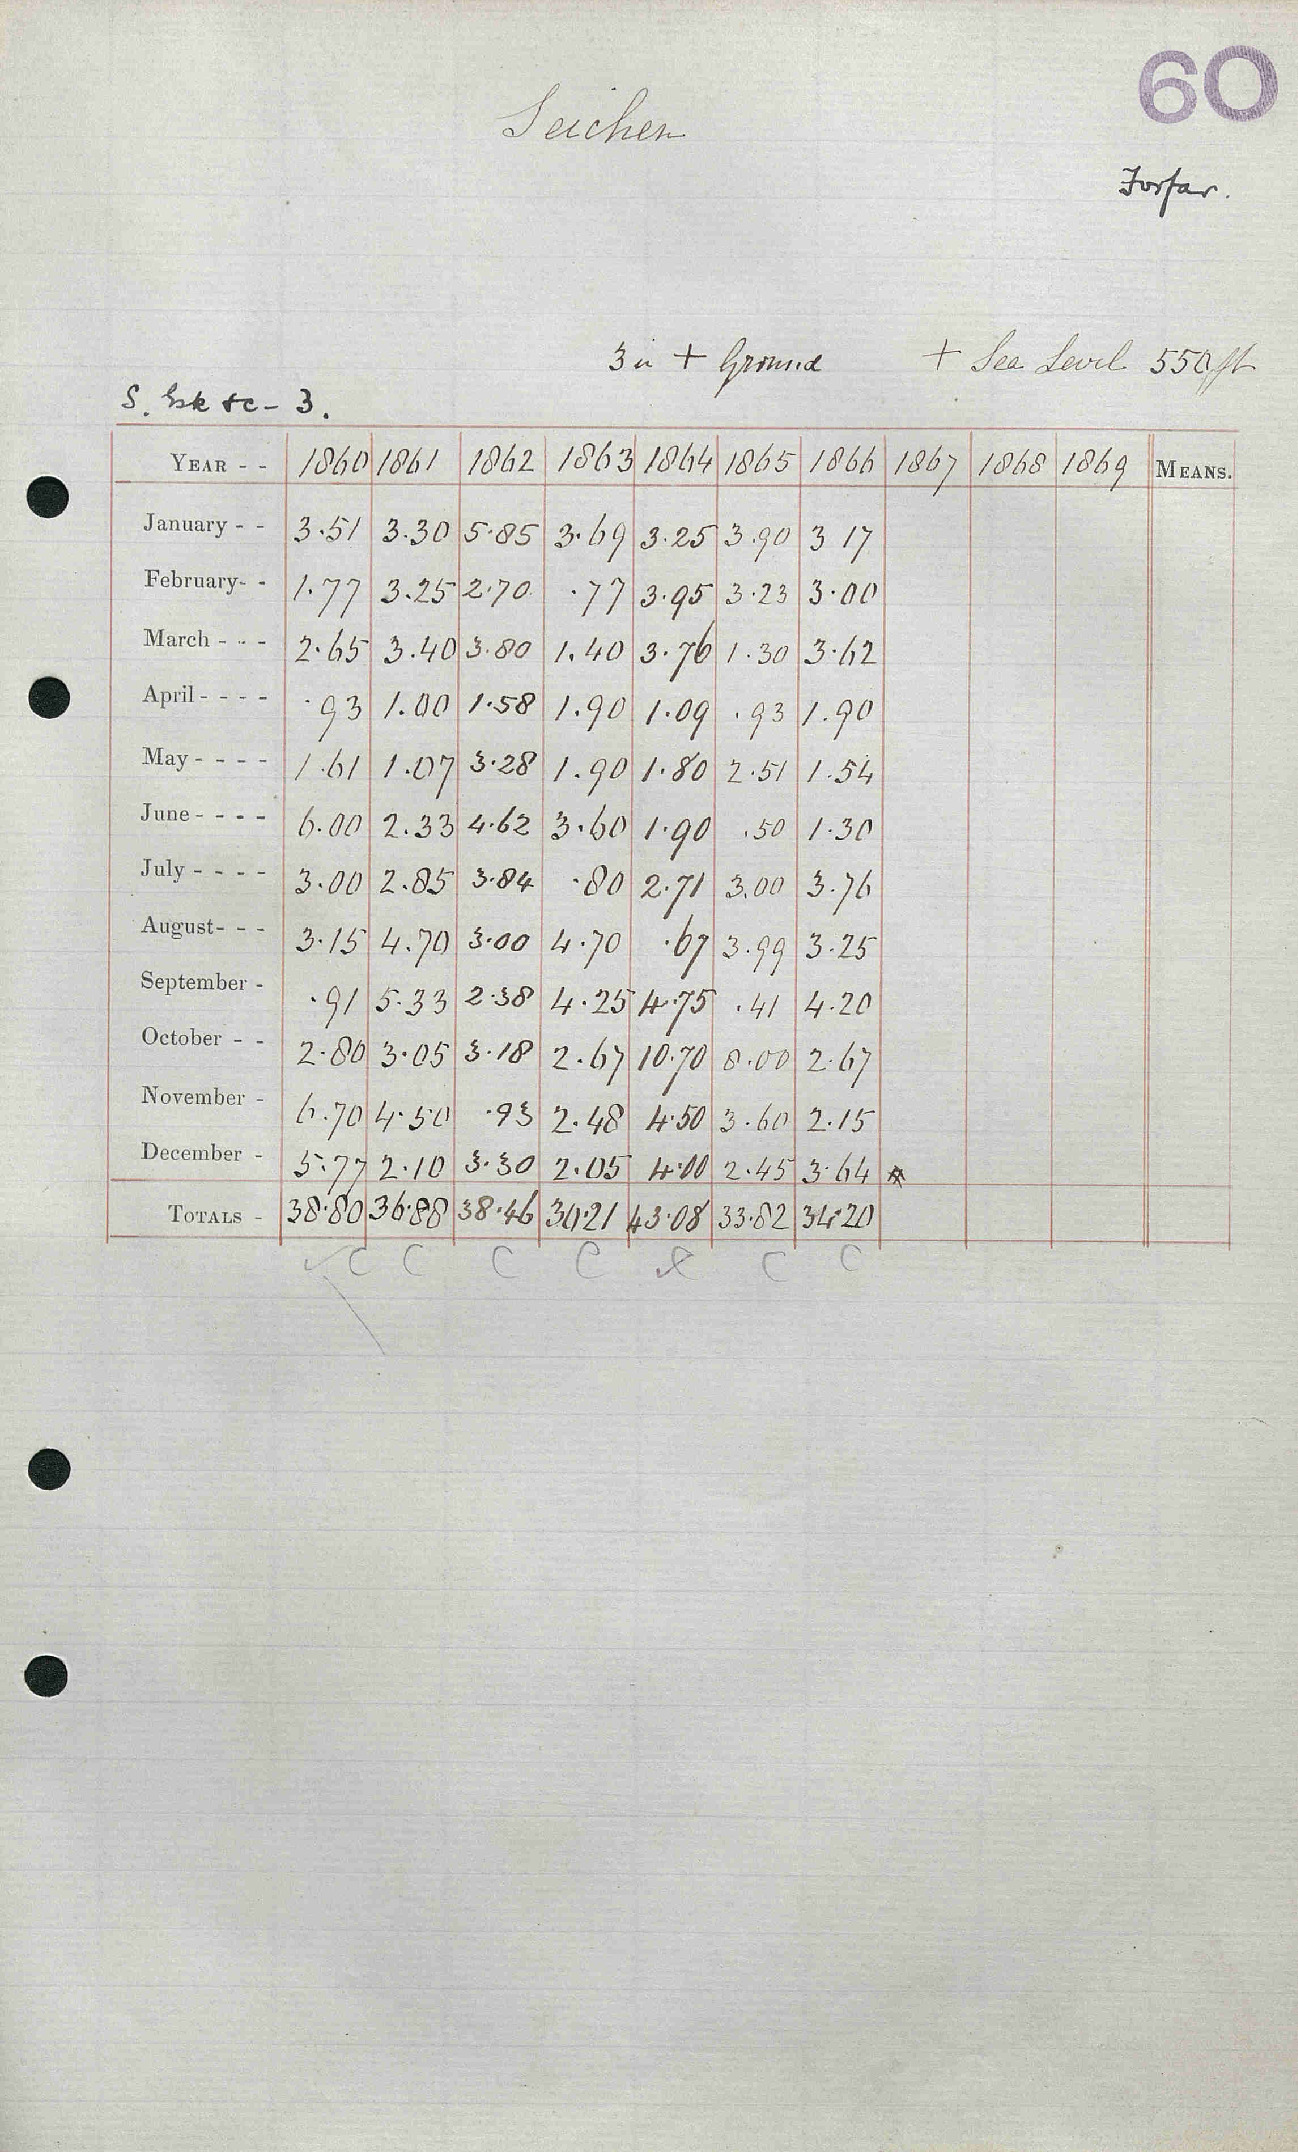 60
Seichen
Forfar.
3 in + Ground + Sea Level 550 ft
S. Esk &c - 3.
YEAR - - 1860 1861 1862 1863 1864 1865 1866 1867 1868 1869 MEANS.
January - - 3.51 3.30 5.85 3.69 3.25 3.90 3 17
February- - 1.77 3.25 2.70 .77 3.95 3.23 3.00
March - - - 2.65 3.40 3.80 1.40 3.76 1.30 3.62
April - - - - .93 1.00 1.58 1.90 1.09 .93 1.90
May - - - - 1.61 1.07 3.28 1.90 1.80 2.51 1.54
June - - - - 6.00 2.33 4.62 3.60 1.90 .50 1.30
July - - - - 3.00 2.85 3.84 .80 2.71 3.00 3.76
August- - - 3.15 4.70 3.00 4.70 .67 3.99 3.25
September - .91 5.33 2.38 4.25 4.75 .41 4.20
October - - 2.80 3.05 3.18 2.67 10.70 8.00 2.67
November - 6.70 4.50 .93 2.48 4.50 3.60 2.15
December - 5.77 2.10 3.30 2.05 4.00 2.45 3.64 *
TOTALS - 38.80 36.88 38.46 30.21 43.08 33.82 34.20
C C C C C C